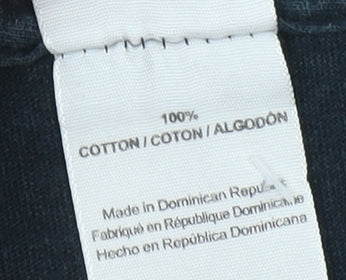 100%
COTTON / COTON / ALGODÓN
Made in Dominican Republic
Fabriqué en République Dominicaine
Hecho en República Dominicana